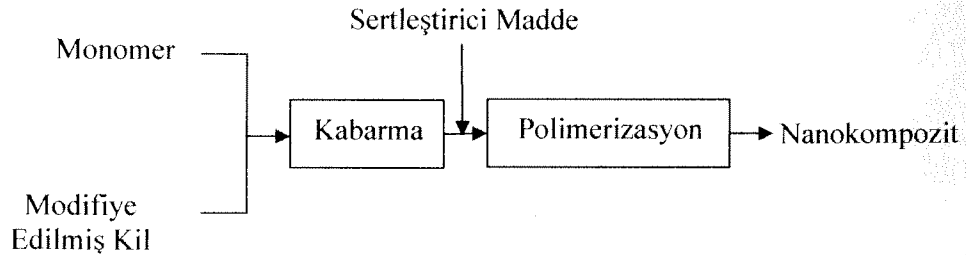 Sertleştirici Madde
Monomer
Kabarma
Polimerizasyon
Nanokompozit
Modifiye
Edilmiş Kil